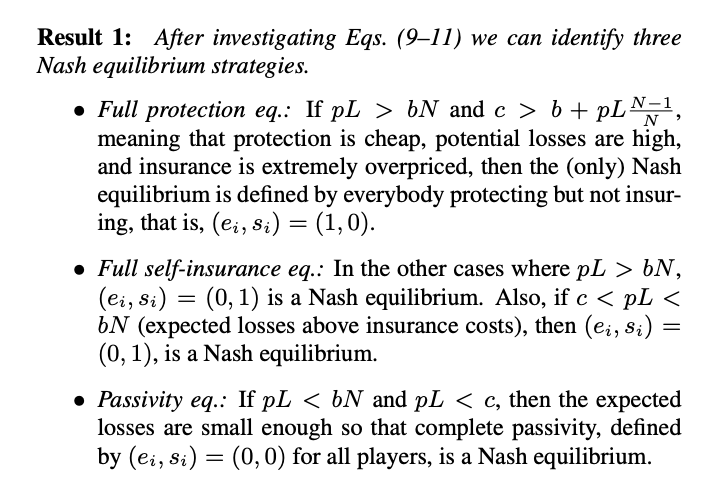 Result 1: After investigating Eqs. (9–11) we can identify three
Nash equilibrium strategies.
• Full protection eq.: If pL > bN and c > b + pL\frac{N−1}{N},
meaning that protection is cheap, potential losses are high,
and insurance is extremely overpriced, then the (only) Nash
equilibrium is defined by everybody protecting but not insur-
ing, that is, (e_i, s_i) = (1, 0).
• Full self-insurance eq.: In the other cases where pL > bN,
(e_i, s_i) = (0, 1) is a Nash equilibrium. Also, if c < pL <
bN (expected losses above insurance costs), then (e_i, s_i) =
(0, 1), is a Nash equilibrium.
• Passivity eq.: If pL < bN and pL < c, then the expected
losses are small enough so that complete passivity, defined
by (e_i, s_i) = (0, 0) for all players, is a Nash equilibrium.